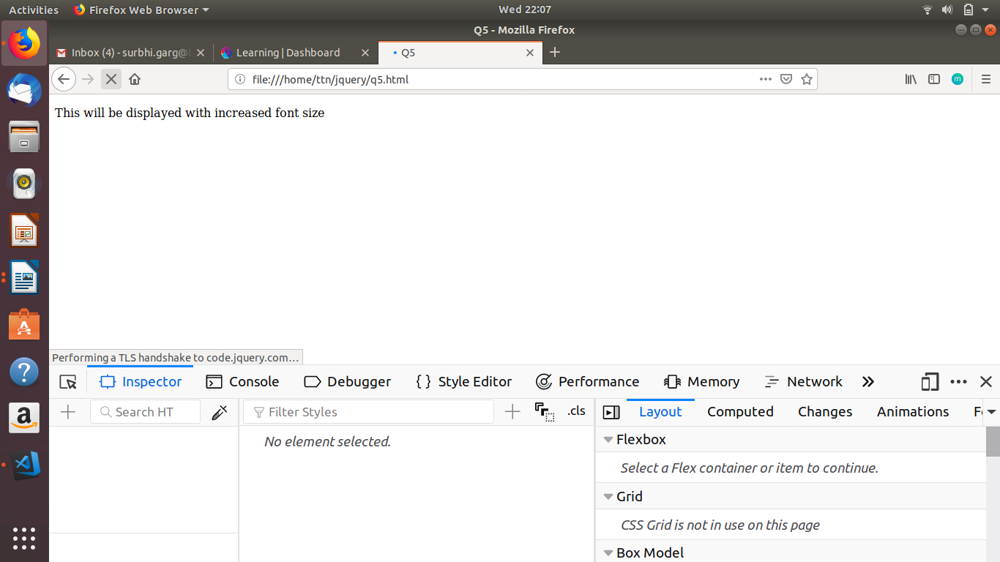 Activities Firefox Web Browser Wed 22:07
Q5 - Mozilla Firefox
Inbox (4) - surbhi.garg@t Learning | Dashboard Q5
file:///home/ttn/jquery/q5.html m
This will be displayed with increased font size
Performing a TLS handshake to code.jquery.com…
Inspector Console Debugger Style Editor Performance Memory Network
Search HT Filter Styles .cls Layout Computed Changes Animations F
No element selected.
Flexbox
Select a Flex container or item to continue.
Grid
CSS Grid is not in use on this page
Box Model